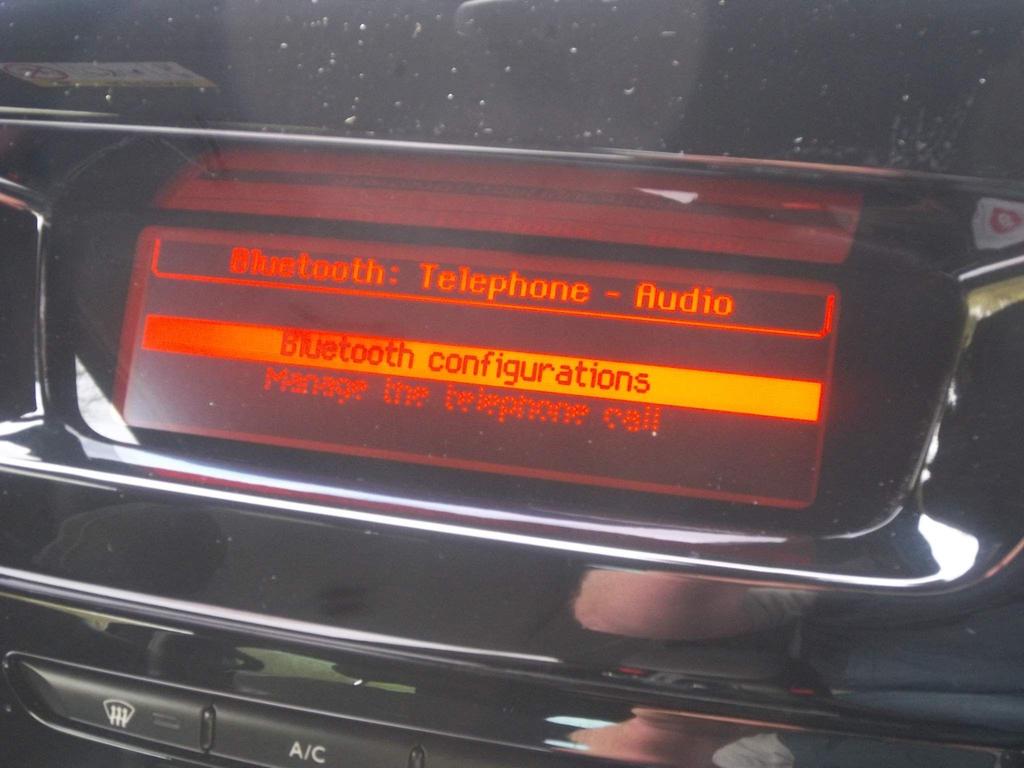 Bluetooth: Telephone - Audio
Bluetooth configurations
Manage the telephone call
A/C